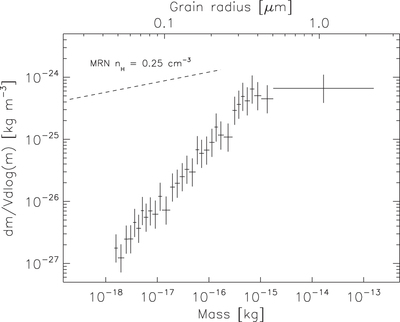 Grain radius [μm]
0.1 1.0
MRN n_H = 0.25 cm⁻³
dm/Vdlog(m) [kg m⁻³]
10⁻²⁴
10⁻²⁵
10⁻²⁶
10⁻²⁷
10⁻¹⁸ 10⁻¹⁷ 10⁻¹⁶ 10⁻¹⁵ 10⁻¹⁴ 10⁻¹³
Mass [kg]